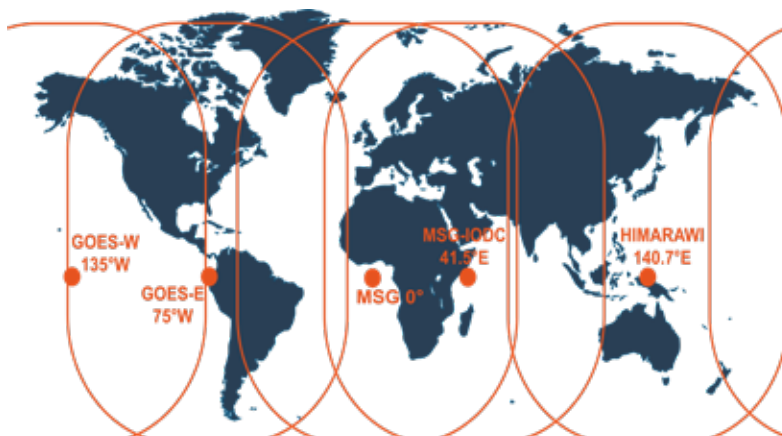 GOES-W
135°W
GOES-E
75°W
MSG 0°
MSG-IODC
41.5°E
HIMARAWI
140.7°E